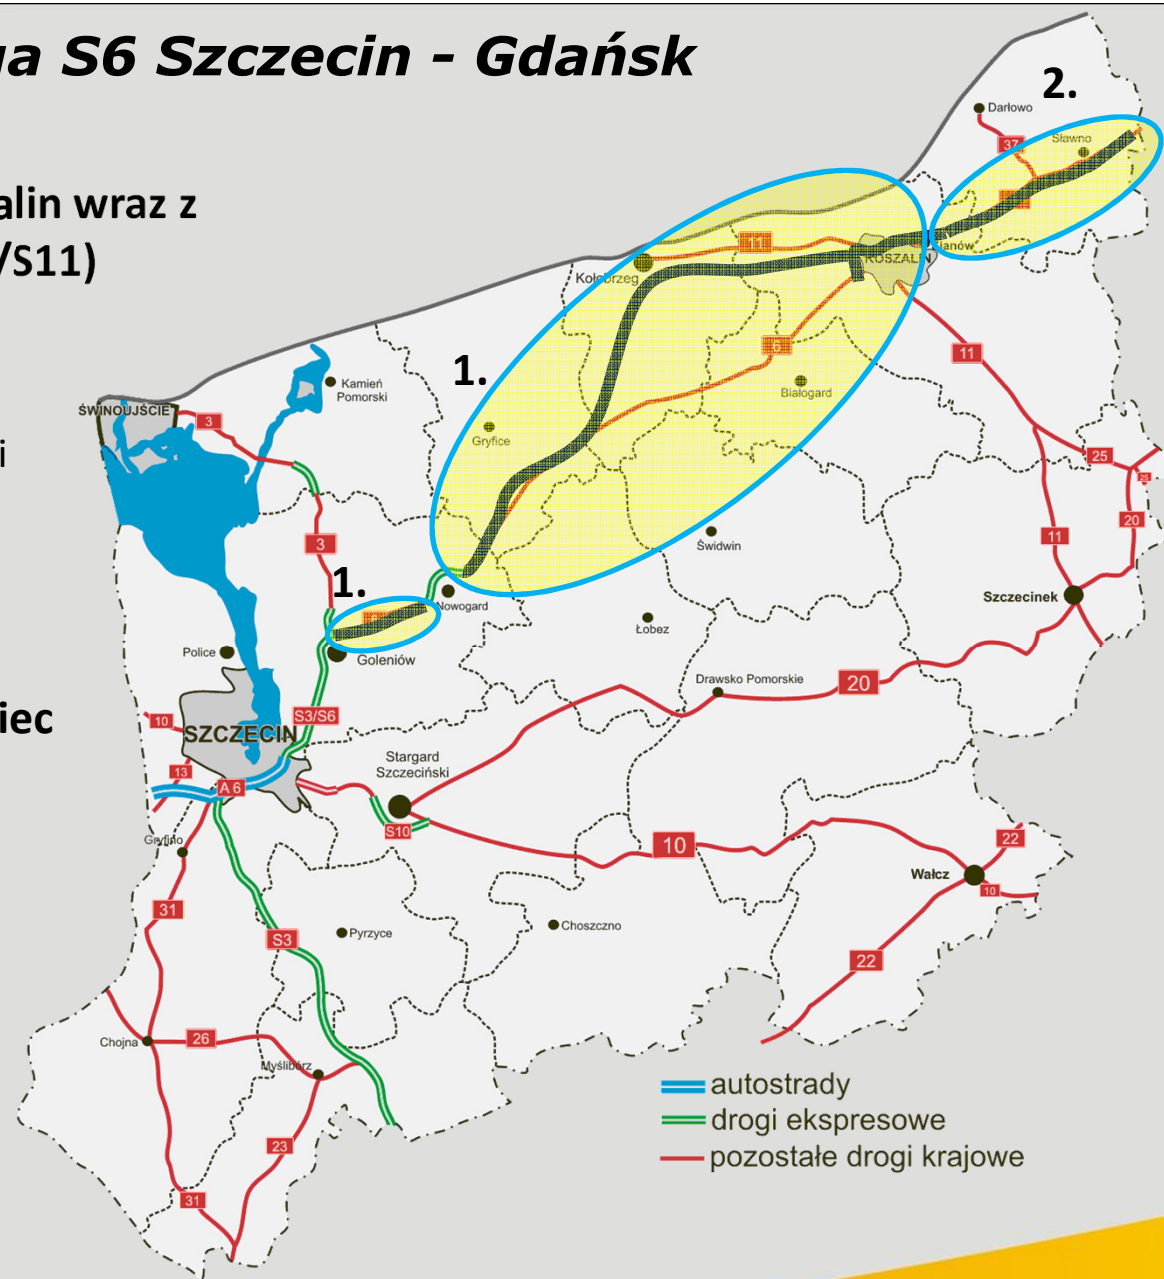 ga S6 Szczecin - Gdańsk
2.
Darłowo
37
Sławno
alin wraz z
/S11)
11
Kołobrzeg
KOSZALIN
6
11
1.
Kamień
Pomorski
Białogard
ŚWINOUJŚCIE
3
Gryfice
i
25
25
20
3
11
Świdwin
1.
Nowogard
Szczecinek
Łobez
Goleniów
Police
Drawsko Pomorskie
20
iec
10
S3/S6
SZCZECIN
Stargard
Szczeciński
13
A 6
S10
Gryfino
10
22
Wałcz
10
31
Pyrzyce
Choszczno
S3
22
Chojna
26
Myślibórz
autostrady
drogi ekspresowe
pozostałe drogi krajowe
23
31